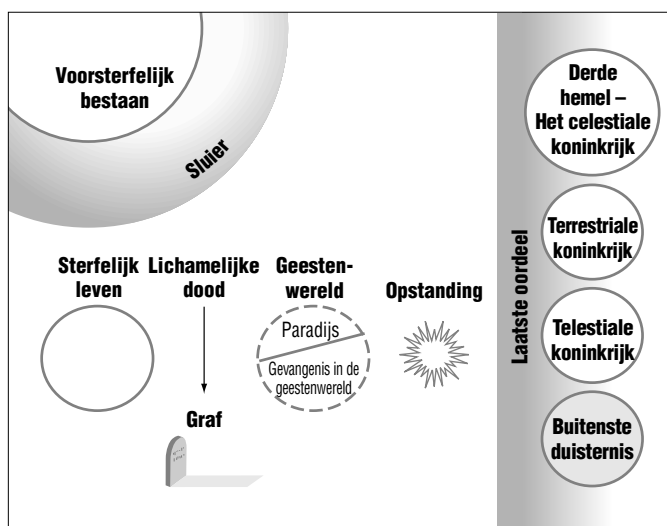 Voorsterfelijk
bestaan
Sluier
Sterfelijk
leven
Lichamelijke
dood
Graf
Geesten-
wereld
Paradijs
Gevangenis in de
geestenwereld
Opstanding
Laatste oordeel
Derde
hemel –
Het celestiale
koninkrijk
Terrestriale
koninkrijk
Telestiale
koninkrijk
Buitenste
duisternis